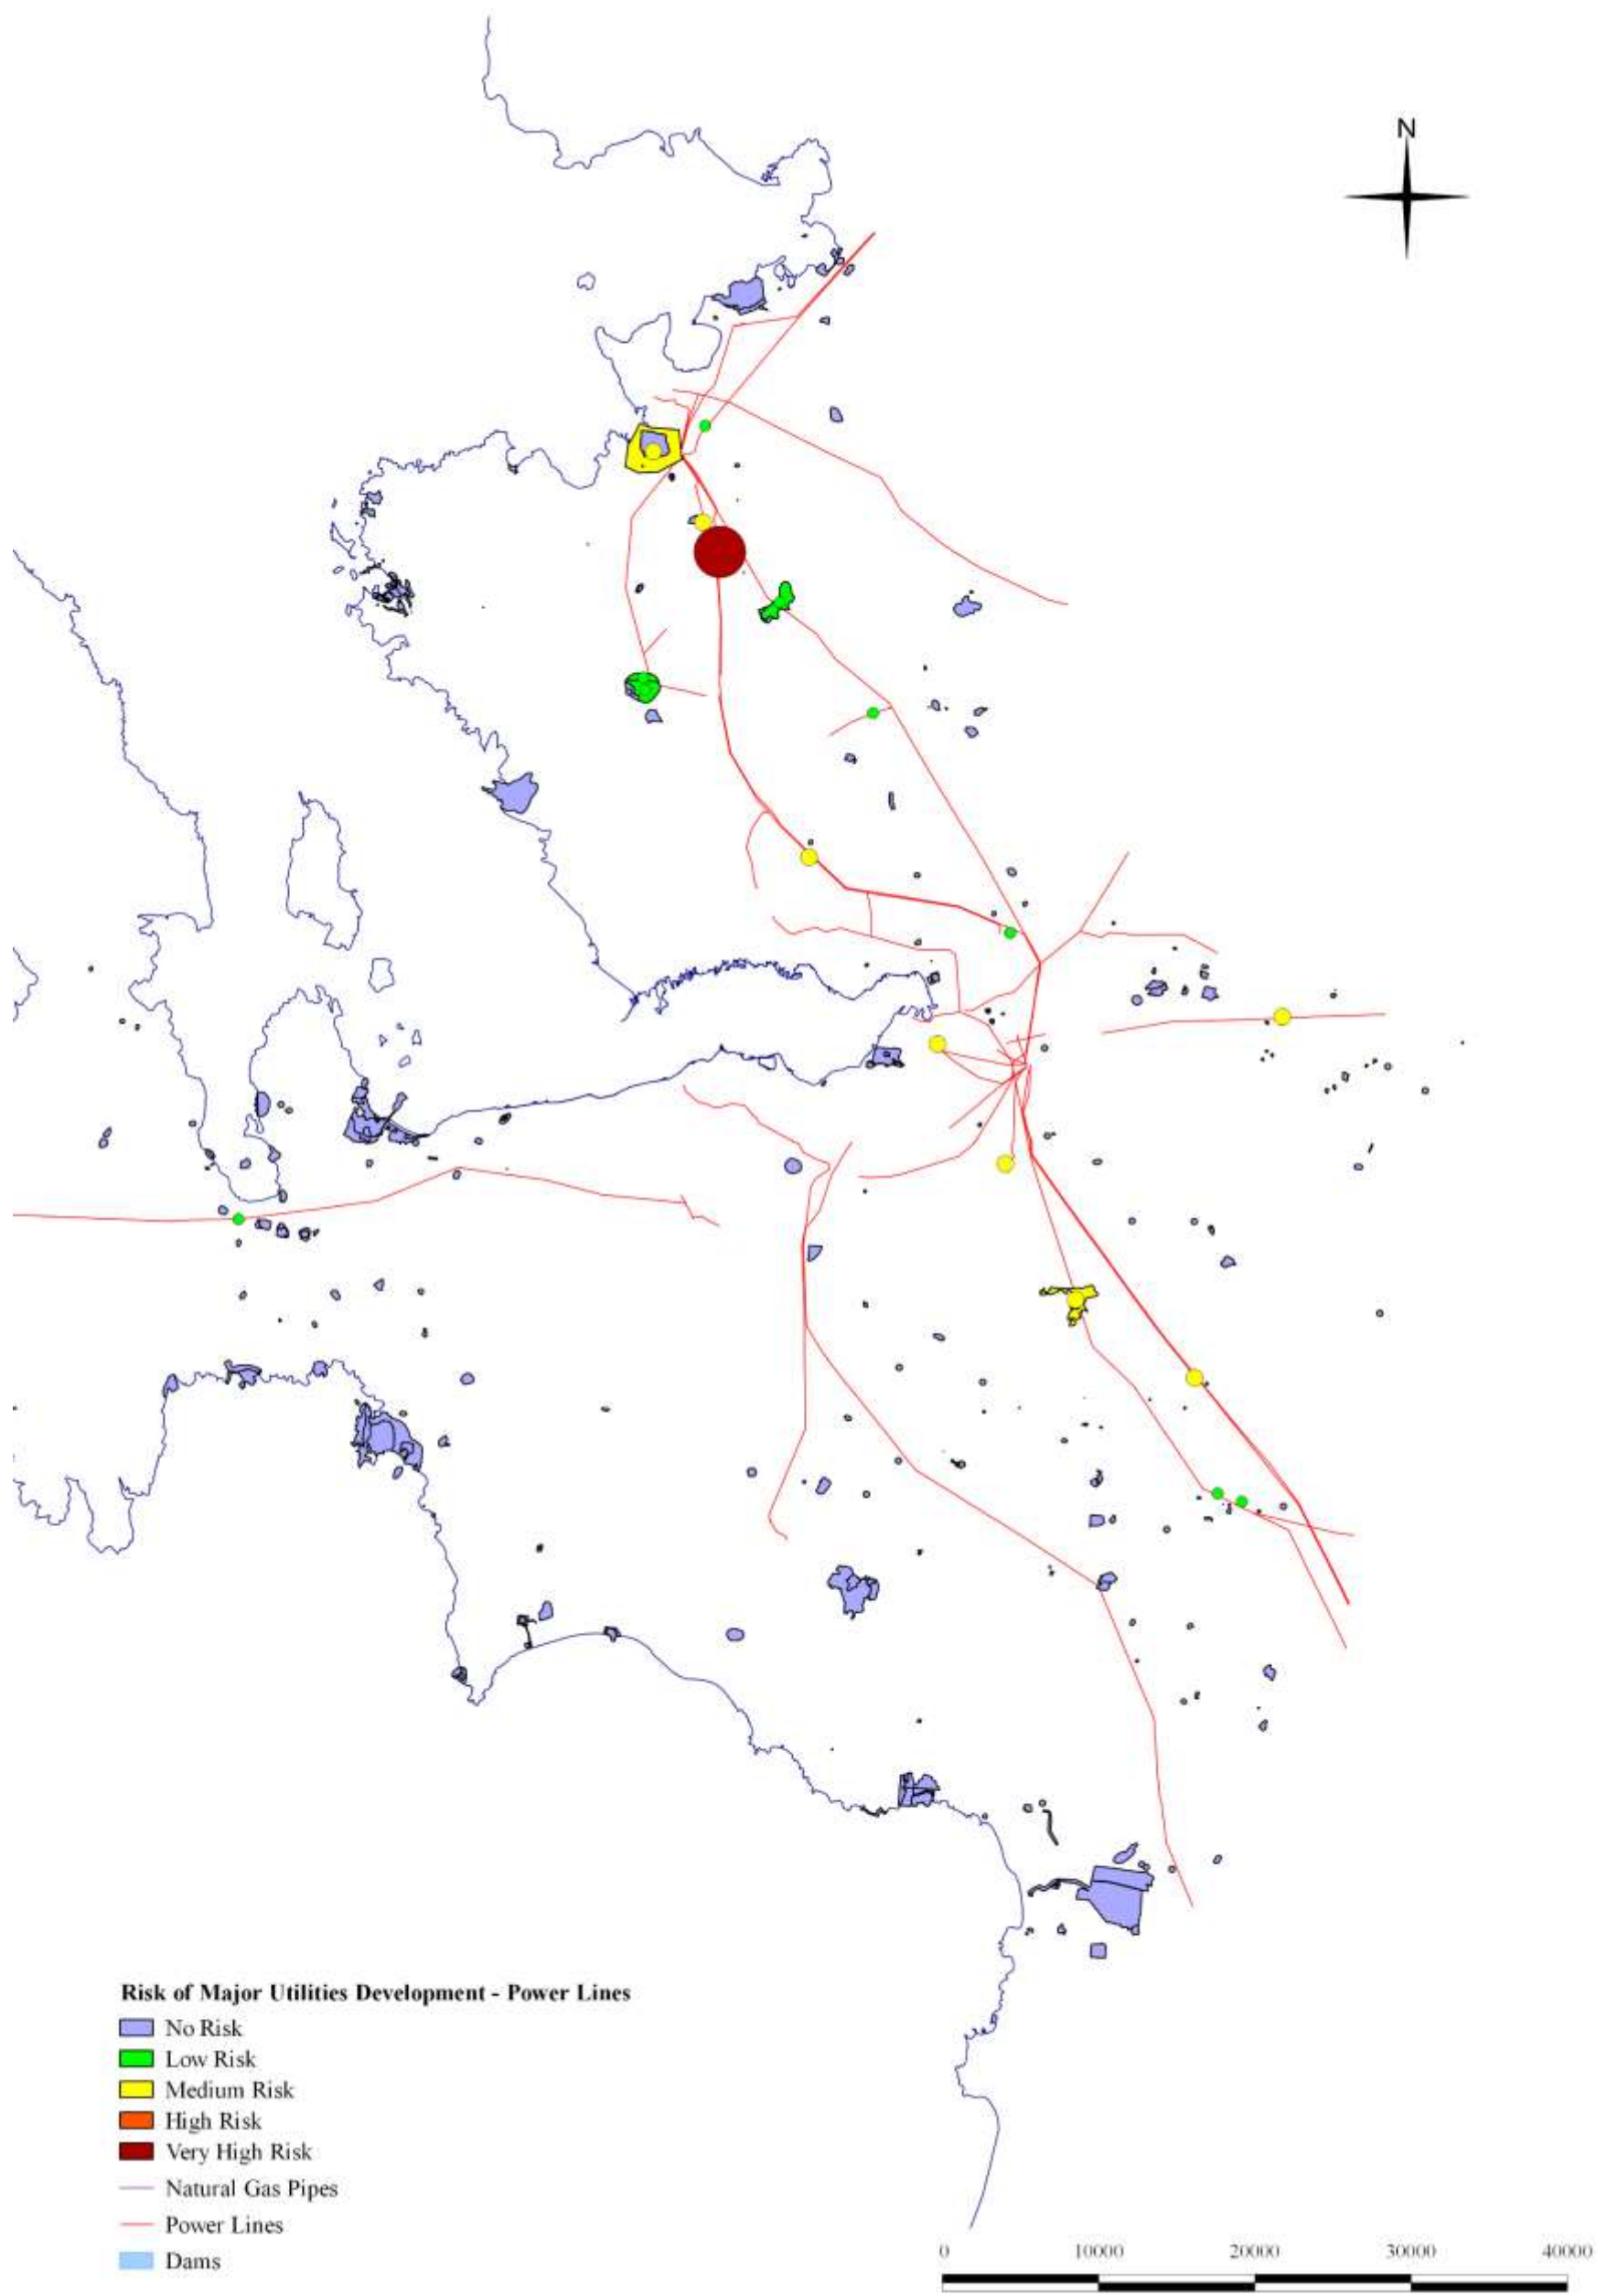 N
Risk of Major Utilities Development - Power Lines
No Risk
Low Risk
Medium Risk
High Risk
Very High Risk
Natural Gas Pipes
Power Lines
Dams
0 10000 20000 30000 40000